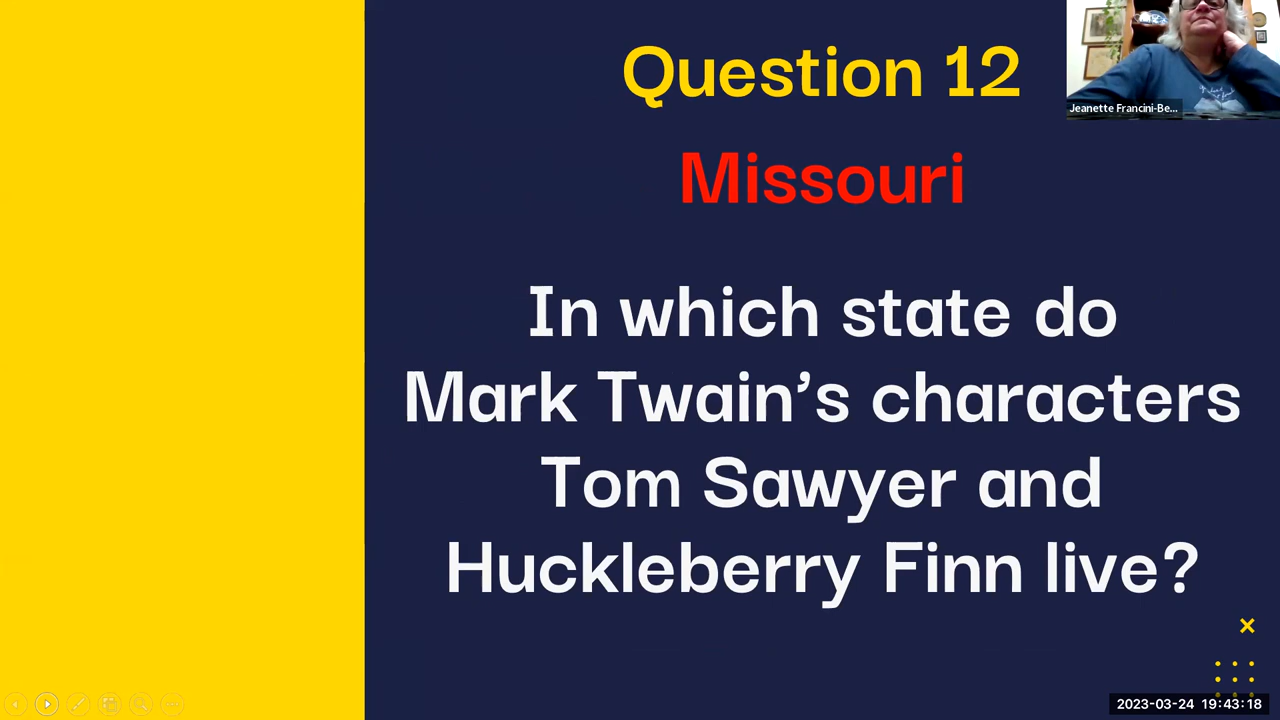 Question 12
Jeanette Francini-Be...
Missouri
In which state do
Mark Twain’s characters
Tom Sawyer and
Huckleberry Finn live?
2023-03-24 19:43:18